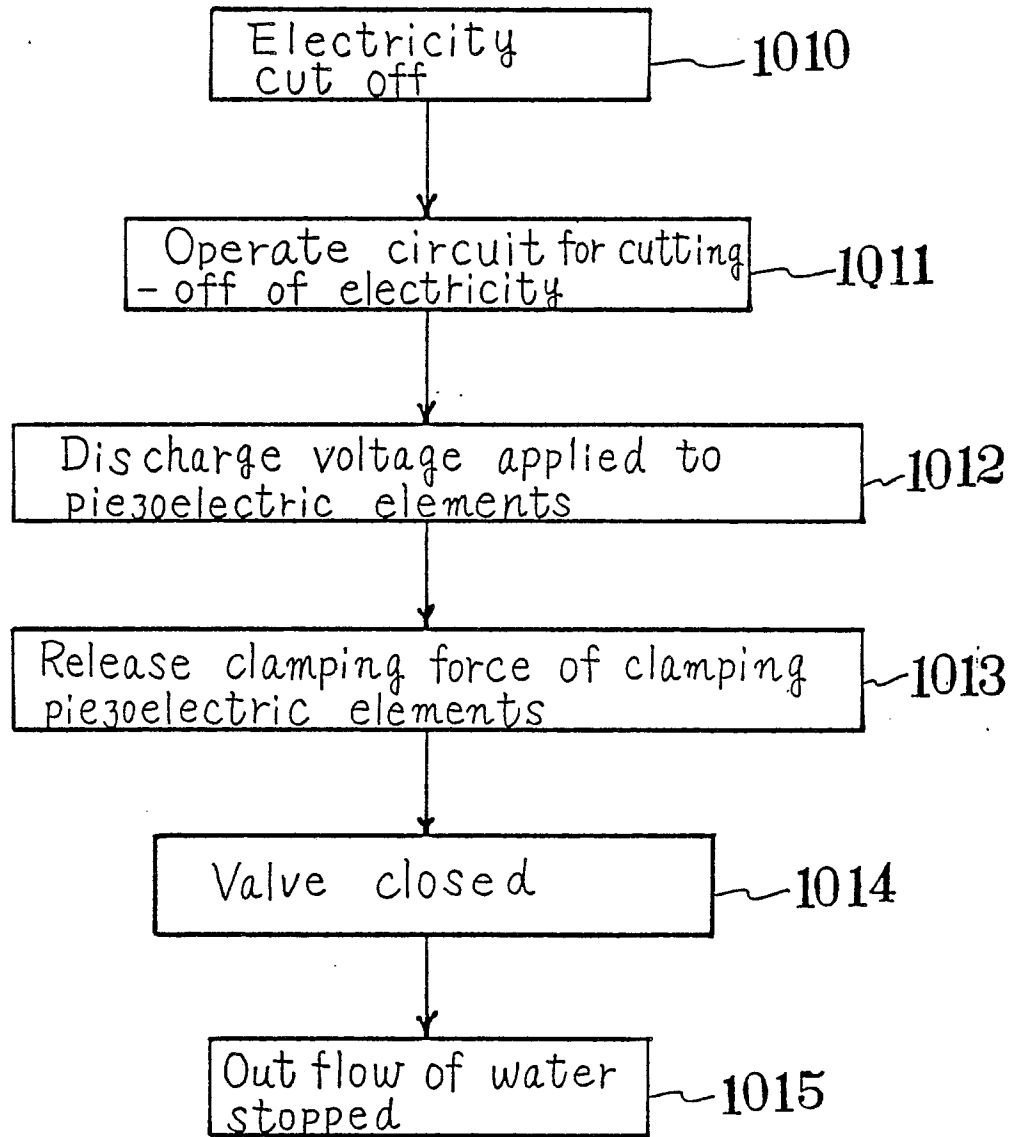 Electricity
cut off
1010
Operate circuit for cutting
- off of electricity
1011
Discharge voltage applied to
piezoelectric elements
1012
Release clamping force of clamping
piezoelectric elements
1013
Valve closed
1014
Out flow of water
stopped
1015